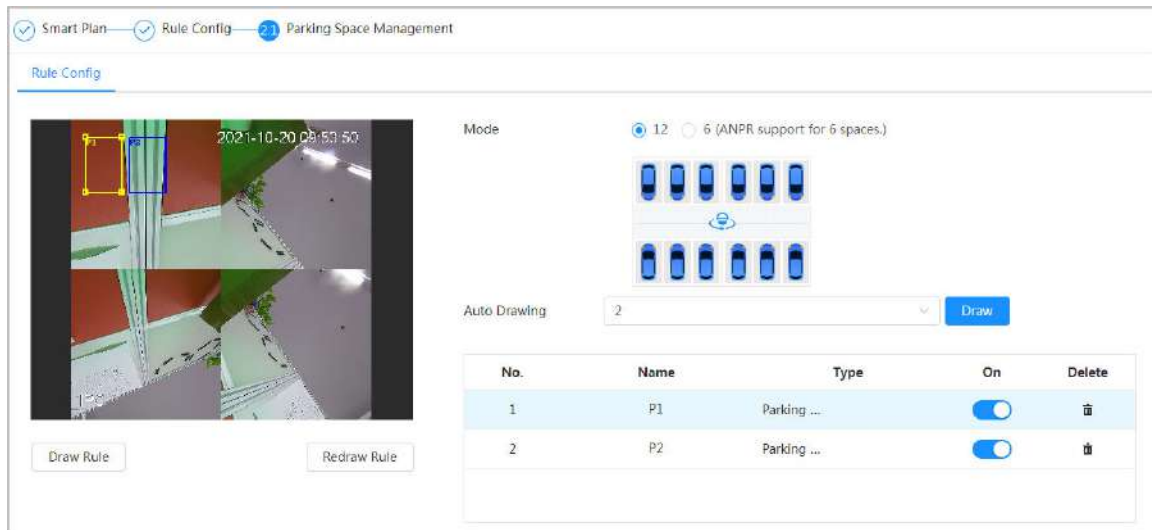 Smart Plan Rule Config 2.1 Parking Space Management
Rule Config
P1 P2 2021-10-20 09:53:50
IPC
Draw Rule Redraw Rule
Mode 12 6 (ANPR support for 6 spaces.)
Auto Drawing 2 Draw
No. Name Type On Delete
1 P1 Parking ...
2 P2 Parking ...